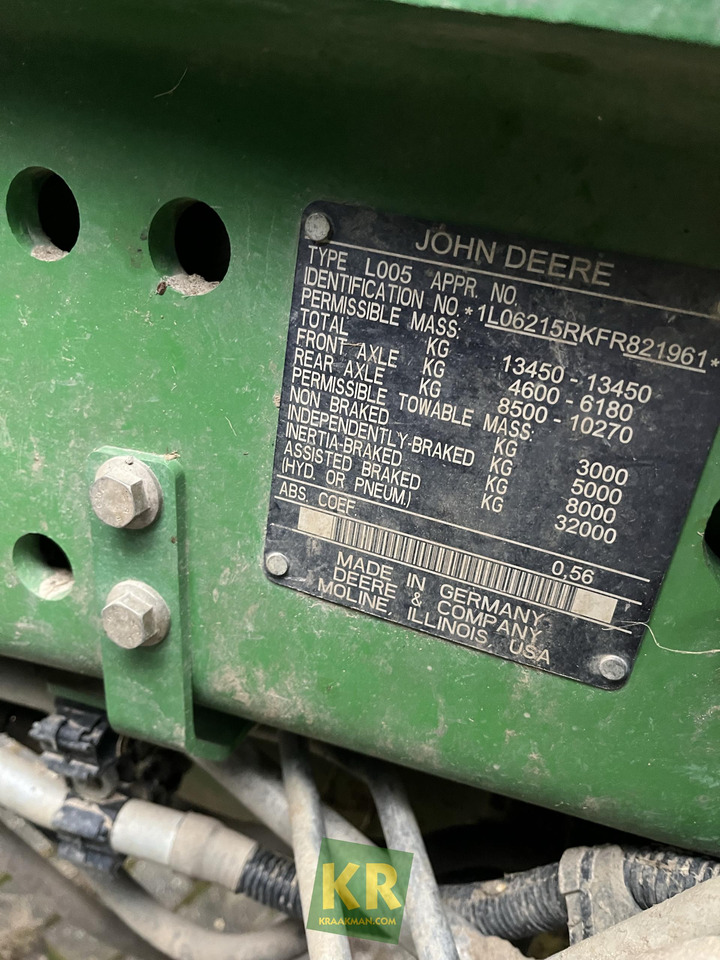 JOHN DEERE
TYPE L005 APPR. NO.
IDENTIFICATION NO. *1L06215RKFR821961*
PERMISSIBLE MASS:
TOTAL KG 13450 - 13450
FRONT AXLE KG 4600 - 6180
REAR AXLE KG 8500 - 10270
PERMISSIBLE TOWABLE MASS:
NON BRAKED KG 3000
INDEPENDENTLY-BRAKED KG 5000
INERTIA-BRAKED KG 8000
ASSISTED BRAKED KG 32000
(HYD. OR PNEUM.)
ABS. COEFF 0,56
MADE IN GERMANY
DEERE & COMPANY
MOLINE, ILLINOIS, USA
KR
KRAAKMAN.COM